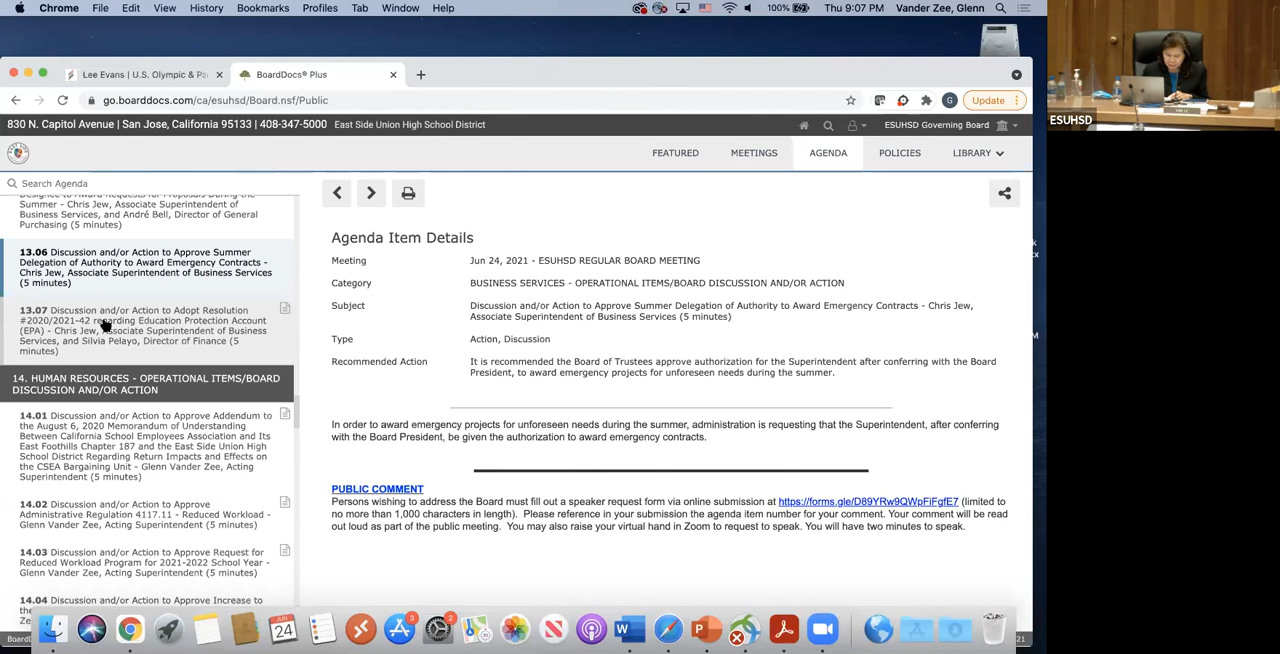 Chrome File Edit View History Bookmarks Profiles Tab Window Help 100% Thu 9:07 PM Vander Zee, Glenn
Lee Evans | U.S. Olympic & Pa
BoardDocs® Plus
go.boarddocs.com/ca/esuhsd/Board.nsf/Public
G Update
830 N. Capitol Avenue | San Jose, California 95133 | 408-347-5000 East Side Union High School District
ESUHSD Governing Board
FEATURED MEETINGS AGENDA POLICIES LIBRARY
Search Agenda
Designee to Award Requests for Proposals During the
Summer - Chris Jew, Associate Superintendent of
Business Services, and André Bell, Director of General
Purchasing (5 minutes)
13.06 Discussion and/or Action to Approve Summer
Delegation of Authority to Award Emergency Contracts -
Chris Jew, Associate Superintendent of Business Services
(5 minutes)
13.07 Discussion and/or Action to Adopt Resolution
#2020/2021-42 regarding Education Protection Account
(EPA) - Chris Jew, Associate Superintendent of Business
Services, and Silvia Pelayo, Director of Finance (5
minutes)
14. HUMAN RESOURCES - OPERATIONAL ITEMS/BOARD
DISCUSSION AND/OR ACTION
14.01 Discussion and/or Action to Approve Addendum to
the August 6, 2020 Memorandum of Understanding
Between California School Employees Association and Its
East Foothills Chapter 187 and the East Side Union High
School District Regarding Return Impacts and Effects on
the CSEA Bargaining Unit - Glenn Vander Zee, Acting
Superintendent (5 minutes)
14.02 Discussion and/or Action to Approve
Administrative Regulation 4117.11 - Reduced Workload -
Glenn Vander Zee, Acting Superintendent (5 minutes)
14.03 Discussion and/or Action to Approve Request for
Reduced Workload Program for 2021-2022 School Year -
Glenn Vander Zee, Acting Superintendent (5 minutes)
14.04 Discussion and/or Action to Approve Increase to
Agenda Item Details
Meeting Jun 24, 2021 - ESUHSD REGULAR BOARD MEETING
Category BUSINESS SERVICES - OPERATIONAL ITEMS/BOARD DISCUSSION AND/OR ACTION
Subject Discussion and/or Action to Approve Summer Delegation of Authority to Award Emergency Contracts - Chris Jew,
Associate Superintendent of Business Services (5 minutes)
Type Action, Discussion
Recommended Action It is recommended the Board of Trustees approve authorization for the Superintendent after conferring with the Board
President, to award emergency projects for unforeseen needs during the summer.
In order to award emergency projects for unforeseen needs during the summer, administration is requesting that the Superintendent, after conferring
with the Board President, be given the authorization to award emergency contracts.
PUBLIC COMMENT
Persons wishing to address the Board must fill out a speaker request form via online submission at https://forms.gle/D89YRw9QWpFiFgfE7 (limited to
no more than 1,000 characters in length). Please reference in your submission the agenda item number for your comment. Your comment will be read
out loud as part of the public meeting. You may also raise your virtual hand in Zoom to request to speak. You will have two minutes to speak.
JUN
24
3
2
W
P
21
ESUHSD